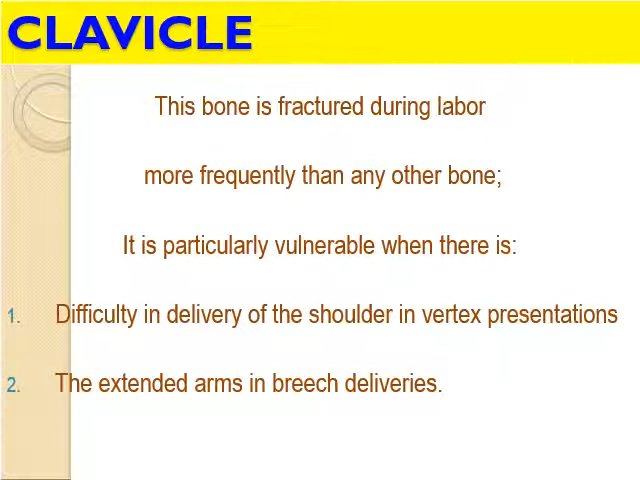 CLAVICLE
This bone is fractured during labor
more frequently than any other bone;
It is particularly vulnerable when there is:
1. Difficulty in delivery of the shoulder in vertex presentations
2. The extended arms in breech deliveries.